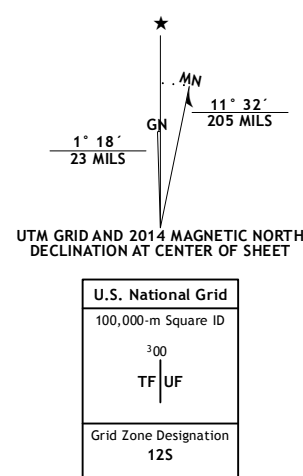 MN
GN
11° 32´
205 MILS
1° 18´
23 MILS
UTM GRID AND 2014 MAGNETIC NORTH
DECLINATION AT CENTER OF SHEET
U.S. National Grid
100,000-m Square ID
³00
TF UF
Grid Zone Designation
12S